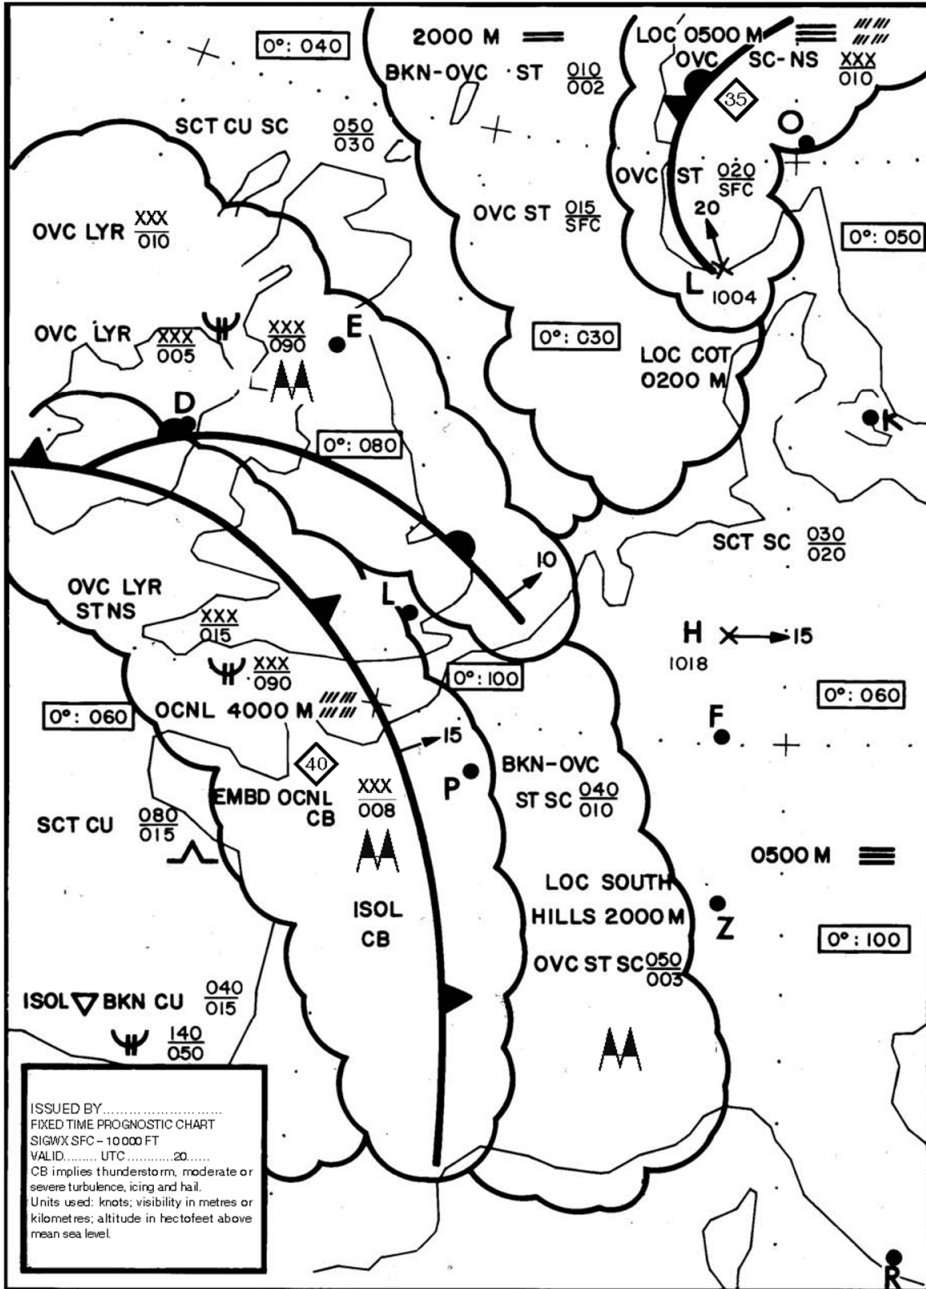 0°: 040
2000 M
BKN-OVC ST 010
002
LOC 0500 M
OVC SC-NS XXX
010
35
O
SCT CU SC 050
030
OVC ST 020
SFC
20
OVC LYR XXX
010
OVC ST 015
SFC
0°: 050
L 1004
OVC LYR XXX
005
XXX
090
E
0°: 030
LOC COT
0200 M
D
K
0°: 080
SCT SC 030
020
10
OVC LYR
ST NS
XXX
015
L
H 15
1018
XXX
090
0°: 100
0°: 060
OCNL 4000 M
0°: 060
F
15
40
P
BKN-OVC
ST SC 040
010
EMBD OCNL
CB
XXX
008
SCT CU 080
015
0500 M
LOC SOUTH
HILLS 2000 M
Z
ISOL
CB
0°: 100
OVC ST SC 050
003
ISOL BKN CU 040
015
140
050
ISSUED BY.........................
FIXED TIME PROGNOSTIC CHART
SIGWX SFC – 10 000 FT
VALID......... UTC ............20......
CB implies thunderstorm, moderate or
severe turbulence, icing and hail.
Units used: knots; visibility in metres or
kilometres; altitude in hectofeet above
mean sea level.
R